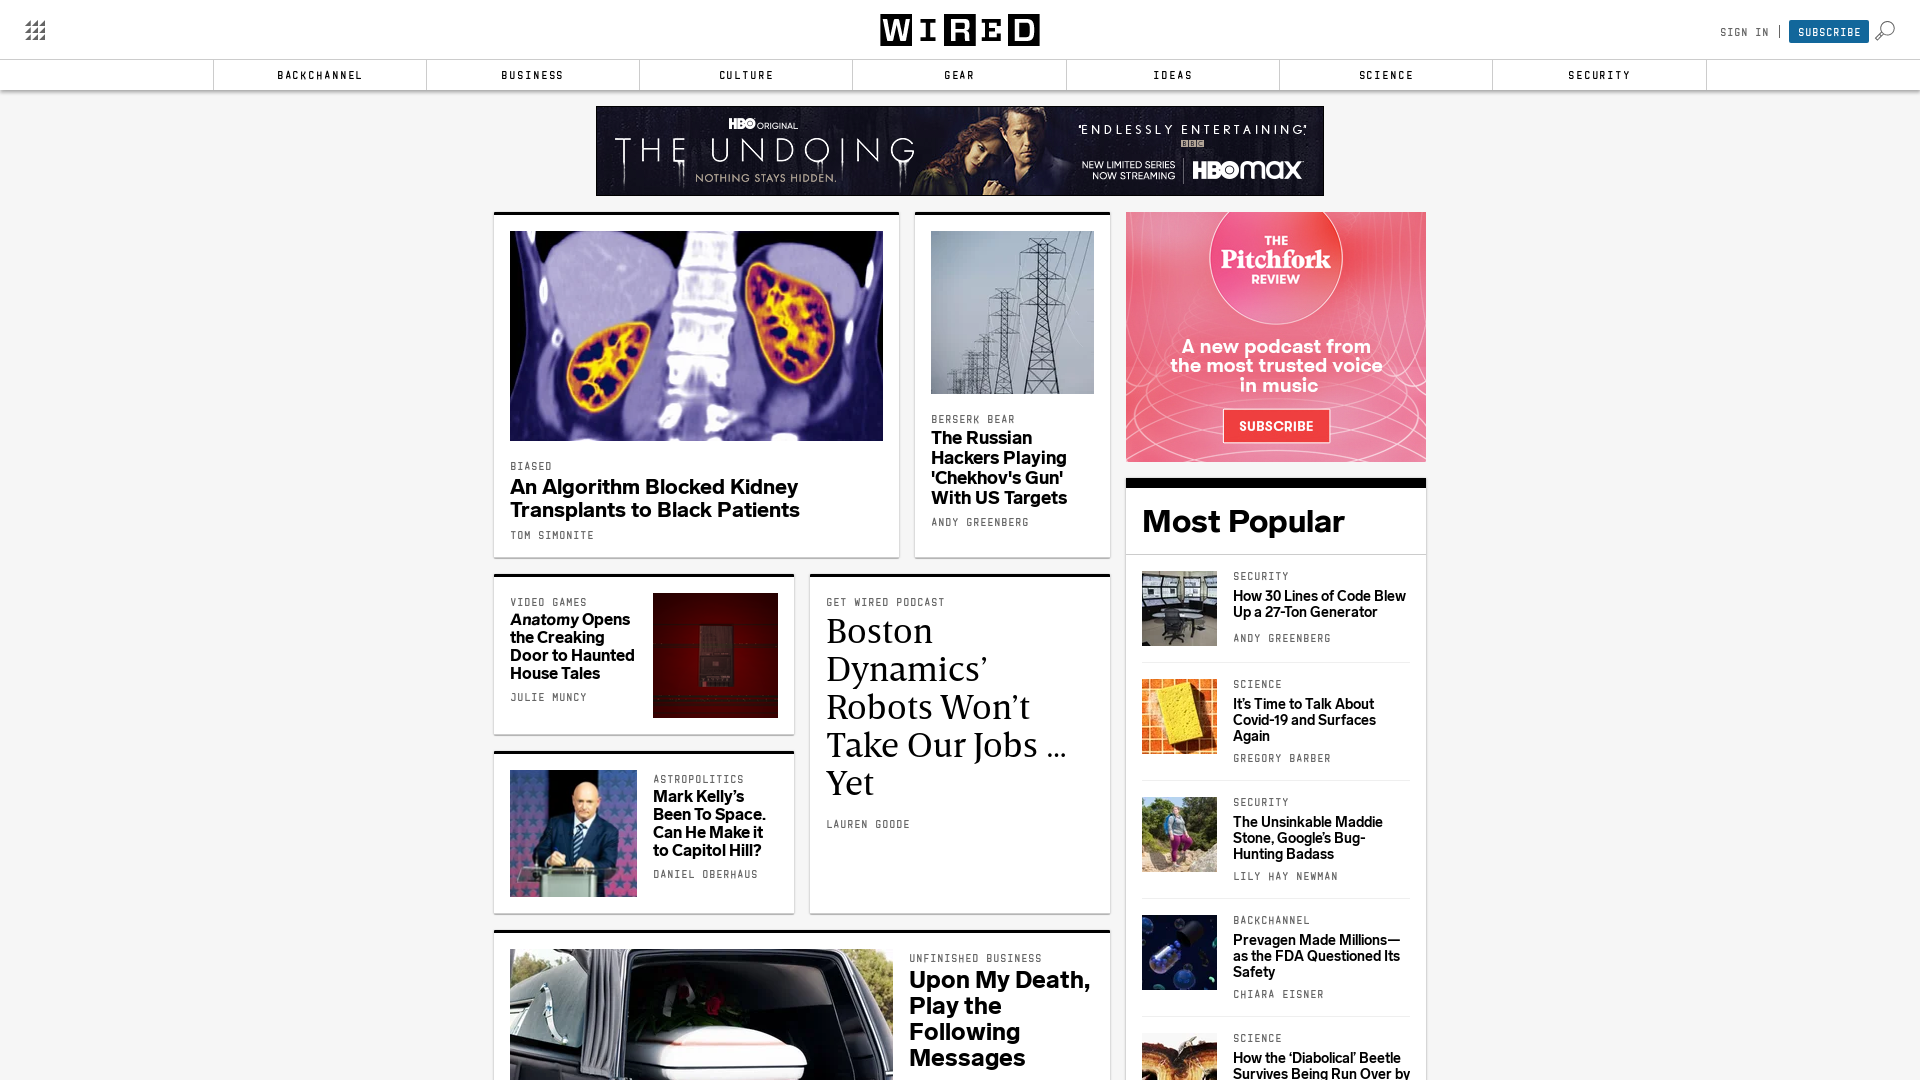 WIRED
SIGN IN
SUBSCRIBE
BACKCHANNEL
BUSINESS
CULTURE
GEAR
IDEAS
SCIENCE
SECURITY
HBO ORIGINAL
THE UNDOING
NOTHING STAYS HIDDEN.
"ENDLESSLY ENTERTAINING."
BBC
NEW LIMITED SERIES
NOW STREAMING
HBOMAX
BIASED
An Algorithm Blocked Kidney
Transplants to Black Patients
TOM SIMONITE
BERSERK BEAR
The Russian
Hackers Playing
'Chekhov's Gun'
With US Targets
ANDY GREENBERG
THE
Pitchfork
REVIEW
A new podcast from
the most trusted voice
in music
SUBSCRIBE
VIDEO GAMES
Anatomy Opens
the Creaking
Door to Haunted
House Tales
JULIE MUNCY
ASTROPOLITICS
Mark Kelly’s
Been To Space.
Can He Make it
to Capitol Hill?
DANIEL OBERHAUS
GET WIRED PODCAST
Boston
Dynamics’
Robots Won’t
Take Our Jobs ...
Yet
LAUREN GOODE
UNFINISHED BUSINESS
Upon My Death,
Play the
Following
Messages
Most Popular
SECURITY
How 30 Lines of Code Blew
Up a 27-Ton Generator
ANDY GREENBERG
SCIENCE
It’s Time to Talk About
Covid-19 and Surfaces
Again
GREGORY BARBER
SECURITY
The Unsinkable Maddie
Stone, Google’s Bug-
Hunting Badass
LILY HAY NEWMAN
BACKCHANNEL
Prevagen Made Millions—
as the FDA Questioned Its
Safety
CHIARA EISNER
SCIENCE
How the ‘Diabolical’ Beetle
Survives Being Run Over by